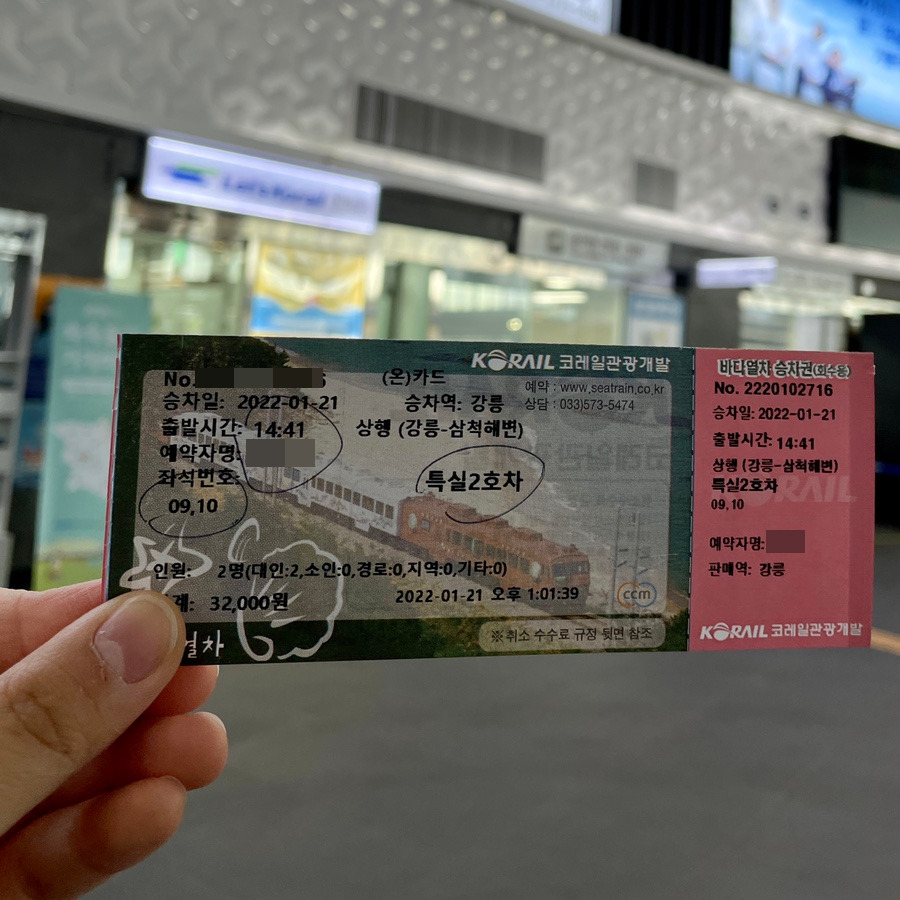 Let's Korail
KORAIL 코레일관광개발
No. 6 (온)카드
예약 : www.seatrain.co.kr
승차일: 2022-01-21 승차역: 강릉
상담 : 033)573-5474
출발시간: 14:41 상행 (강릉-삼척해변)
예약자명:
좌석번호: 특실2호차
09,10
인원: 2명(대인:2,소인:0,경로:0,지역:0,기타:0)
계: 32,000원 2022-01-21 오후 1:01:39
ccm
열차
※취소 수수료 규정 뒷면 참조
바다열차 승차권(회수용)
No. 2220102716
승차일: 2022-01-21
출발시간: 14:41
상행 (강릉-삼척해변)
특실2호차
09,10
예약자명:
판매역: 강릉
KORAIL 코레일관광개발